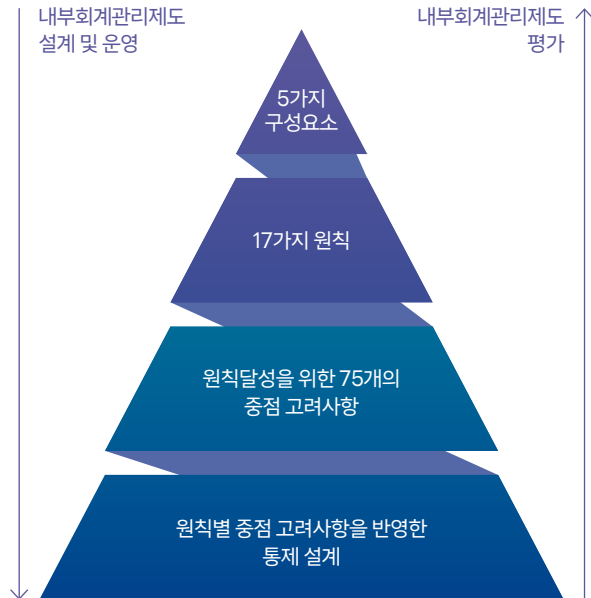 내부회계관리제도
설계 및 운영
내부회계관리제도
평가
5가지
구성요소
17가지 원칙
원칙달성을 위한 75개의
중점 고려사항
원칙별 중점 고려사항을 반영한
통제 설계